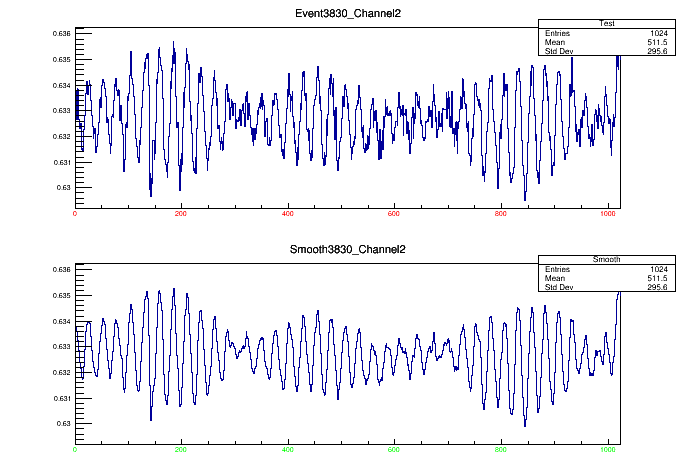 Event3830_Channel2
Test
Entries 1024
Mean 511.5
Std Dev 295.6
0.636
0.635
0.634
0.633
0.632
0.631
0.63
0 200 400 600 800 1000
Smooth3830_Channel2
Smooth
Entries 1024
Mean 511.5
Std Dev 295.6
0.636
0.635
0.634
0.633
0.632
0.631
0.63
0 200 400 600 800 1000